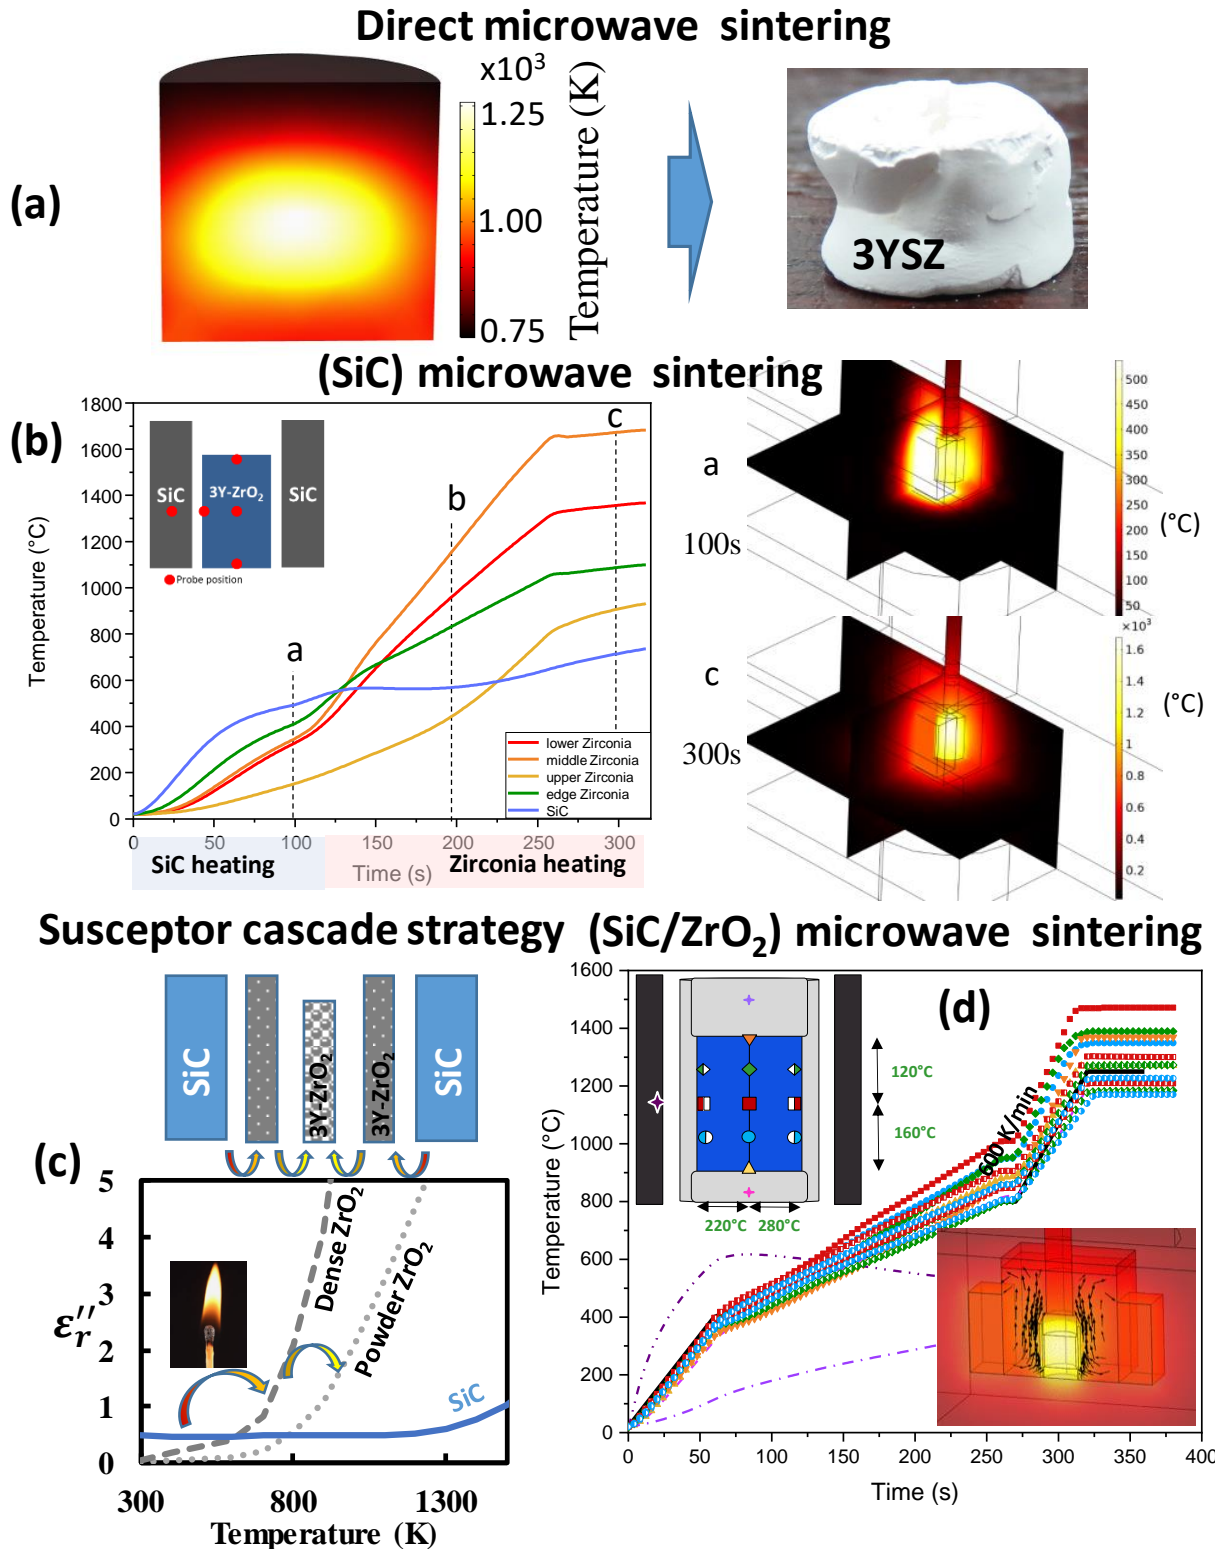 Direct microwave sintering
(a)
x10³
1.25
1.00
0.75
Temperature (K)
3YSZ
(SiC) microwave sintering
(b)
1800
1600
1400
1200
1000
800
600
400
200
0
Temperature (°C)
SiC
3Y-ZrO₂
SiC
Probe position
a
b
c
lower Zirconia
middle Zirconia
upper Zirconia
edge Zirconia
SiC
0 50 100 150 200 250 300
Time (s)
SiC heating
Zirconia heating
a
100s
500
450
400
350
300
250
200
150
100
50
(°C)
c
300s
×10³
1.6
1.4
1.2
1
0.8
0.6
0.4
0.2
(°C)
Susceptor cascade strategy (SiC/ZrO₂) microwave sintering
SiC
3Y-ZrO₂
3Y-ZrO₂
SiC
(c)
5
4
3
2
1
0
εᵣ″
Dense ZrO₂
Powder ZrO₂
SiC
300 800 1300
Temperature (K)
(d)
1600
1400
1200
1000
800
600
400
200
0
Temperature (°C)
120°C
160°C
220°C 280°C
600 K/min
0 50 100 150 200 250 300 350 400
Time (s)